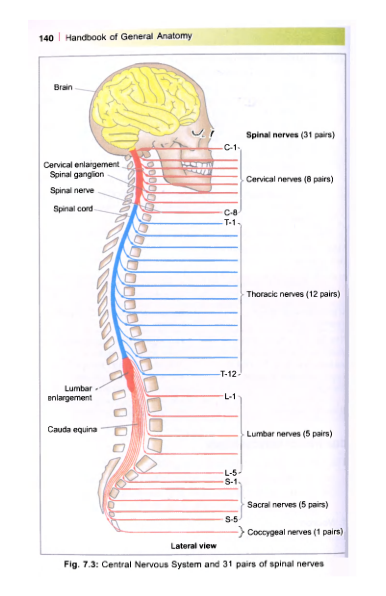 140 | Handbook of General Anatomy
Brain
Spinal nerves (31 pairs)
C-1
Cervical enlargement
Spinal ganglion
Cervical nerves (8 pairs)
Spinal nerve
Spinal cord
C-8
T-1
Thoracic nerves (12 pairs)
T-12
Lumbar
enlargement
L-1
Cauda equina
Lumbar nerves (5 pairs)
L-5
S-1
Sacral nerves (5 pairs)
S-5
Coccygeal nerves (1 pairs)
Lateral view
Fig. 7.3: Central Nervous System and 31 pairs of spinal nerves